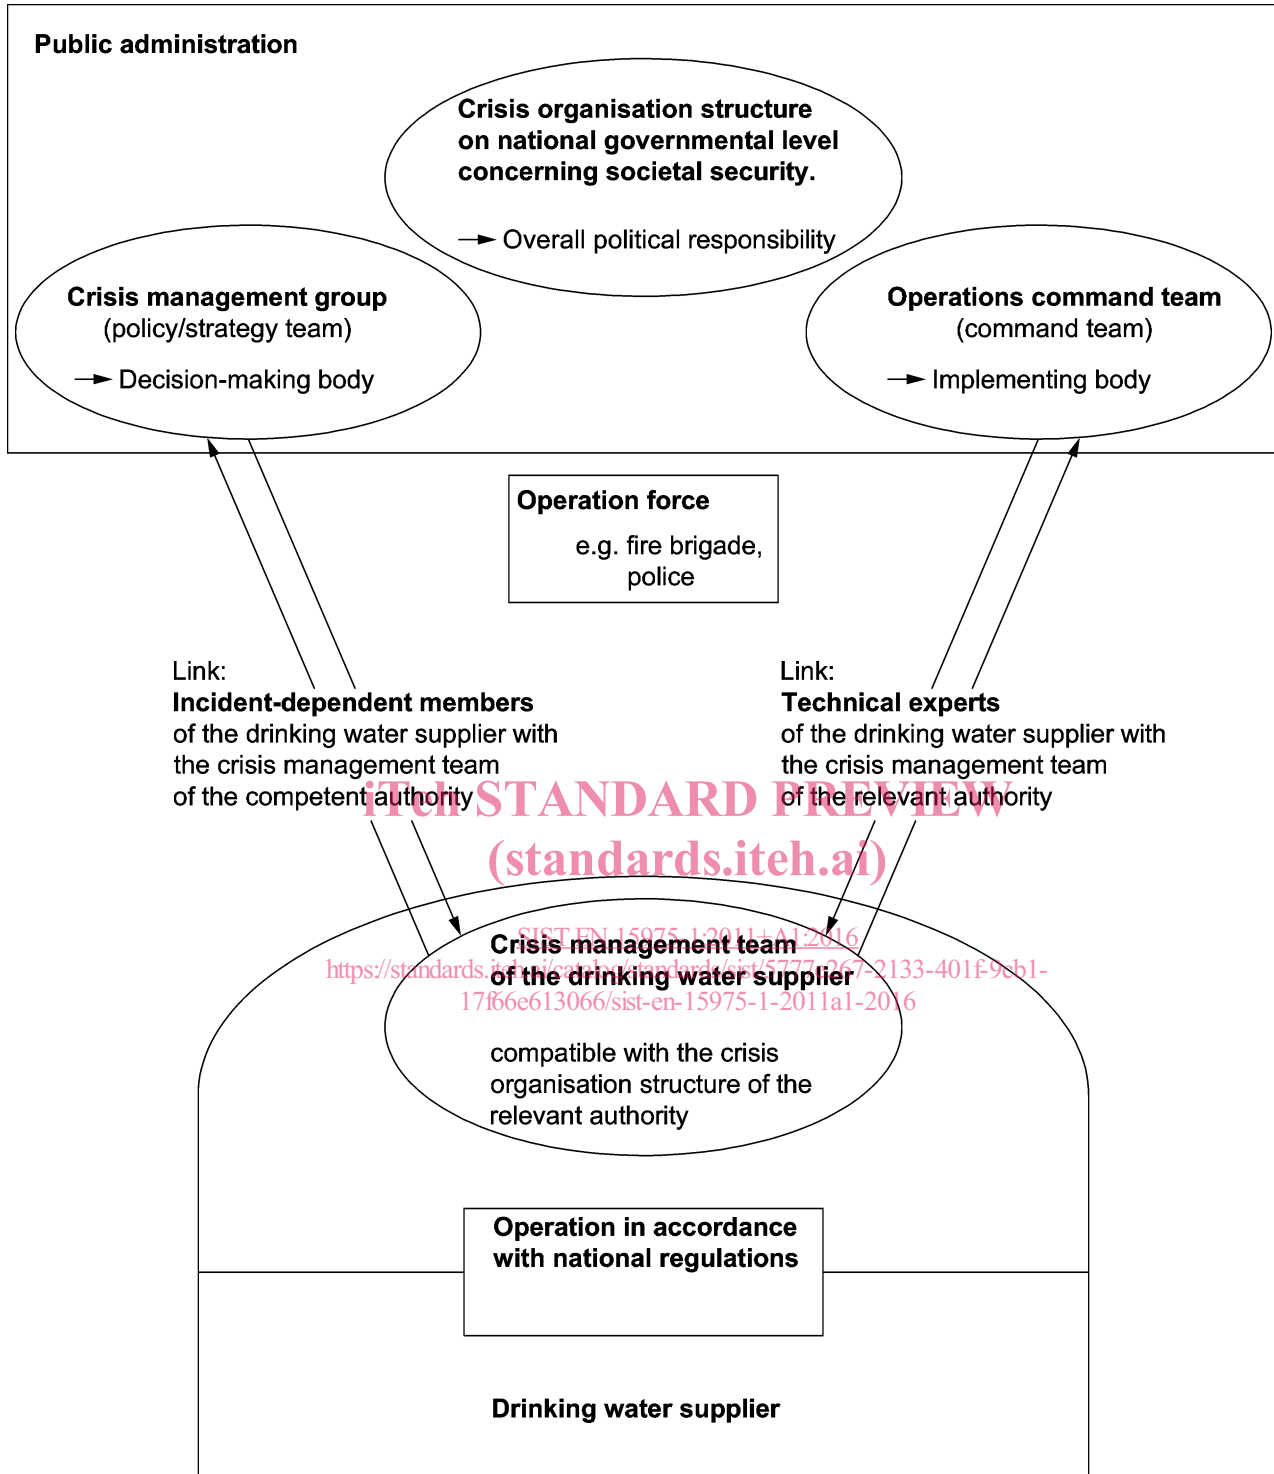 Public administration
Crisis organisation structure
on national governmental level
concerning societal security.
→ Overall political responsibility
Crisis management group
(policy/strategy team)
→ Decision-making body
Operations command team
(command team)
→ Implementing body
Operation force
e.g. fire brigade,
police
Link:
Incident-dependent members
of the drinking water supplier with
the crisis management team
of the competent authority
Link:
Technical experts
of the drinking water supplier with
the crisis management team
of the relevant authority
iTeh STANDARD PREVIEW
(standards.iteh.ai)
SIST EN 15975-1:2011+A1:2016
https://standards.iteh.ai/catalog/standards/sist/5777c267-2133-401f-9cb1-
17f66e613066/sist-en-15975-1-2011a1-2016
Crisis management team
of the drinking water supplier
compatible with the crisis
organisation structure of the
relevant authority
Operation in accordance
with national regulations
Drinking water supplier